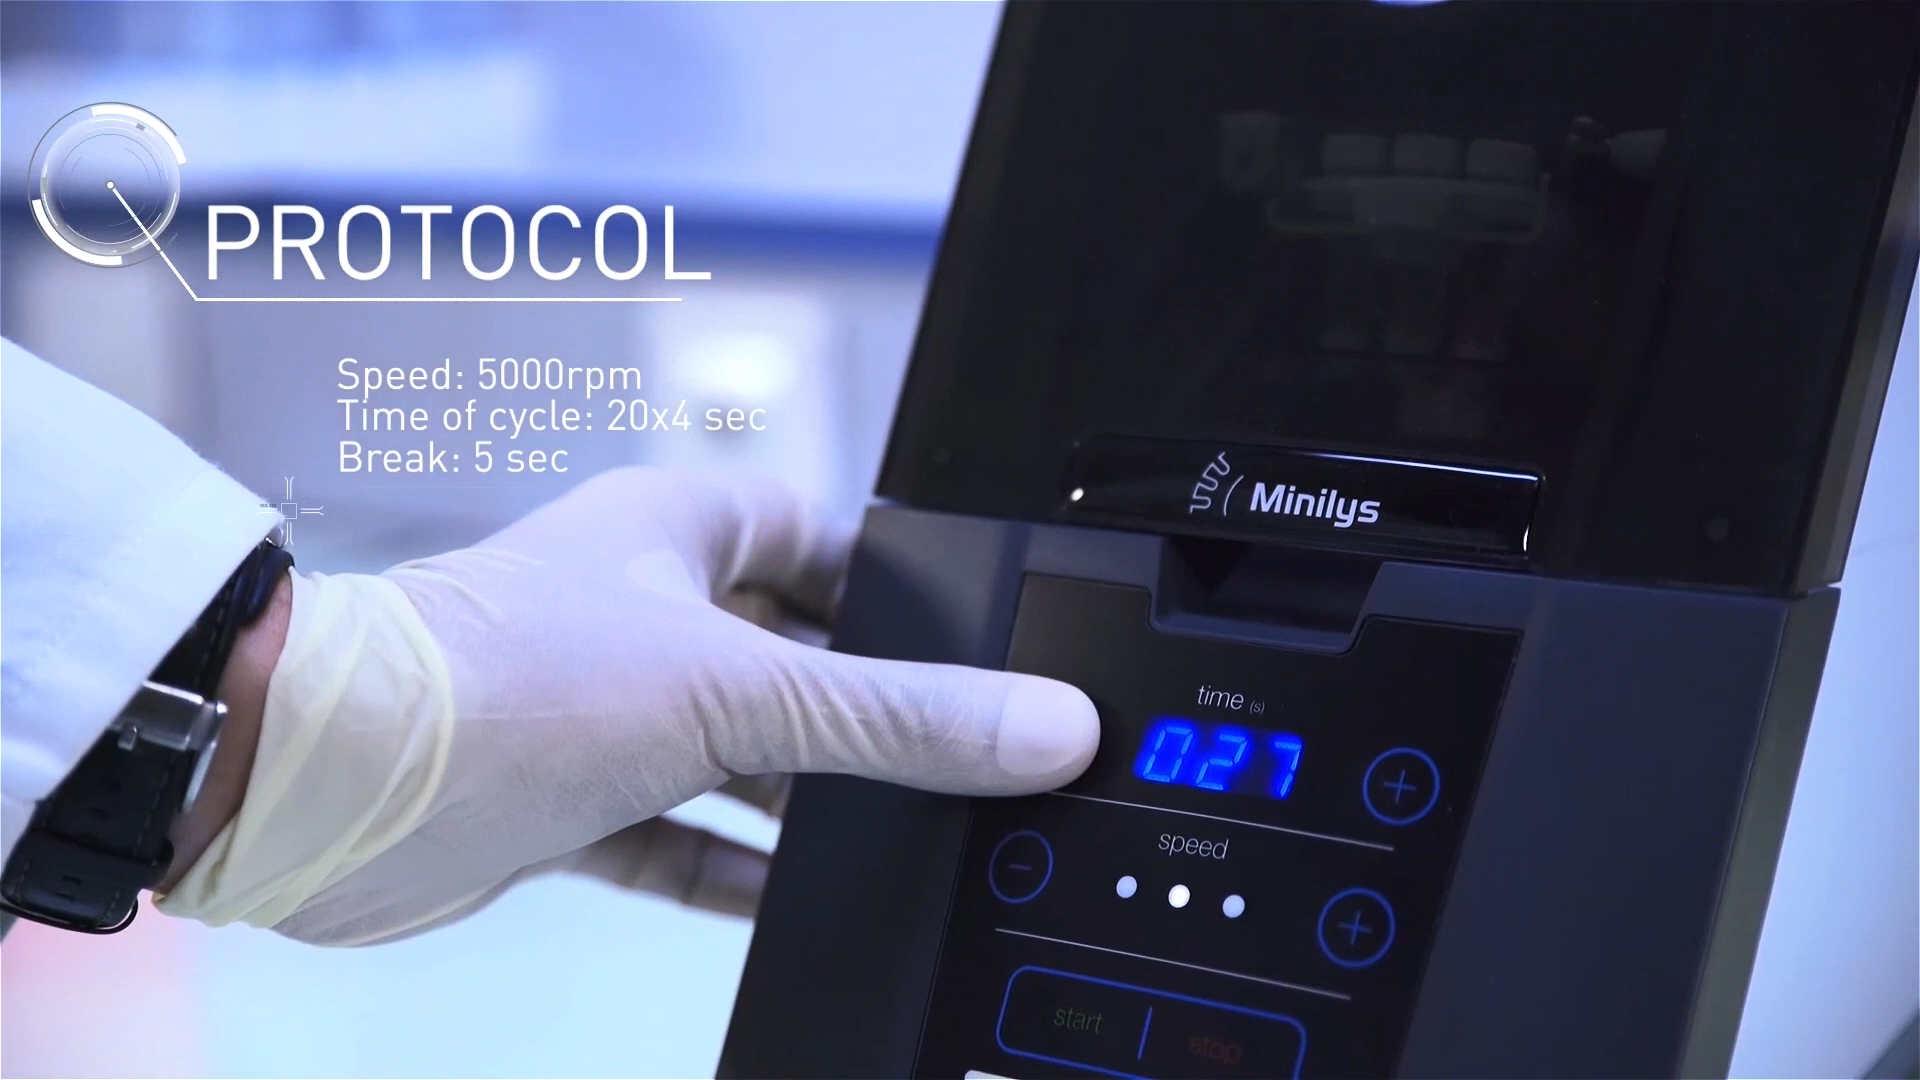 PROTOCOL
Speed: 5000rpm
Time of cycle: 20x4 sec
Break: 5 sec
Minilys
time (s)
027
speed
start
stop